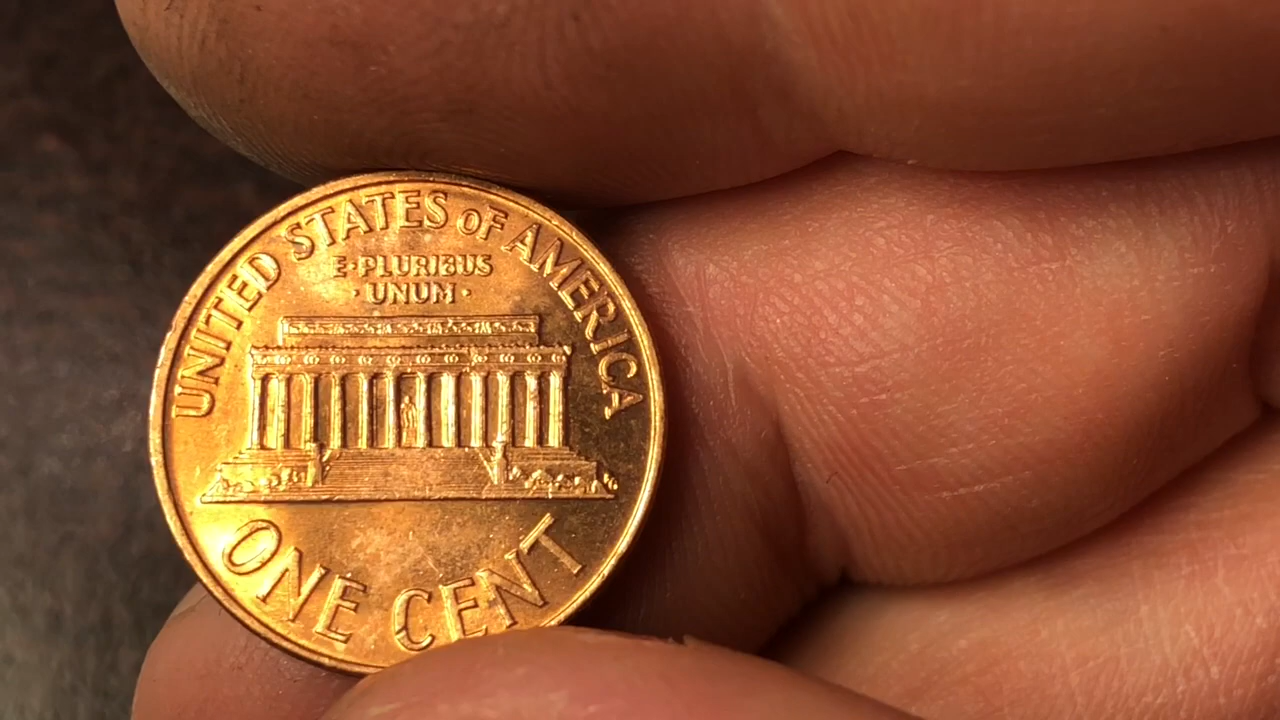 UNITED STATES OF AMERICA
E·PLURIBUS
·UNUM·
ONE CENT